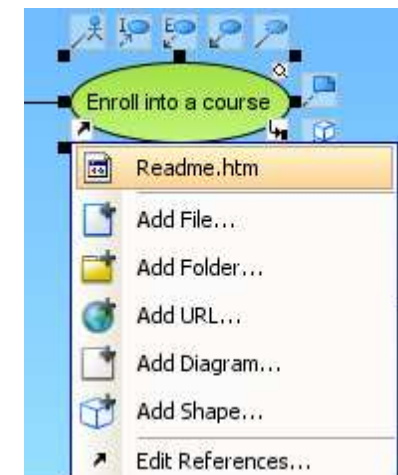 I
E
Enroll into a course
Readme.htm
Add File...
Add Folder...
Add URL...
Add Diagram...
Add Shape...
Edit References...